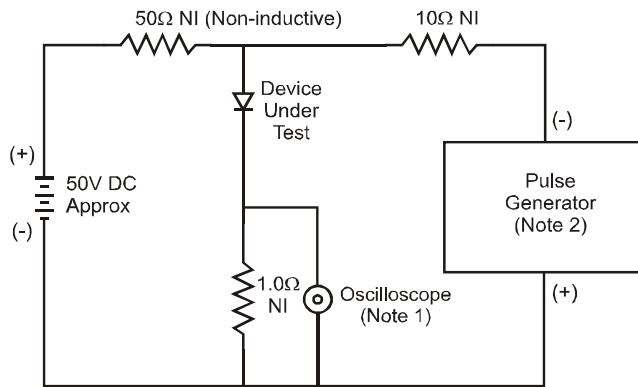 50Ω NI (Non-inductive)
10Ω NI
Device
Under
Test
(+)
50V DC
Approx
(-)
(-)
Pulse
Generator
(Note 2)
(+)
1.0Ω
NI
Oscilloscope
(Note 1)